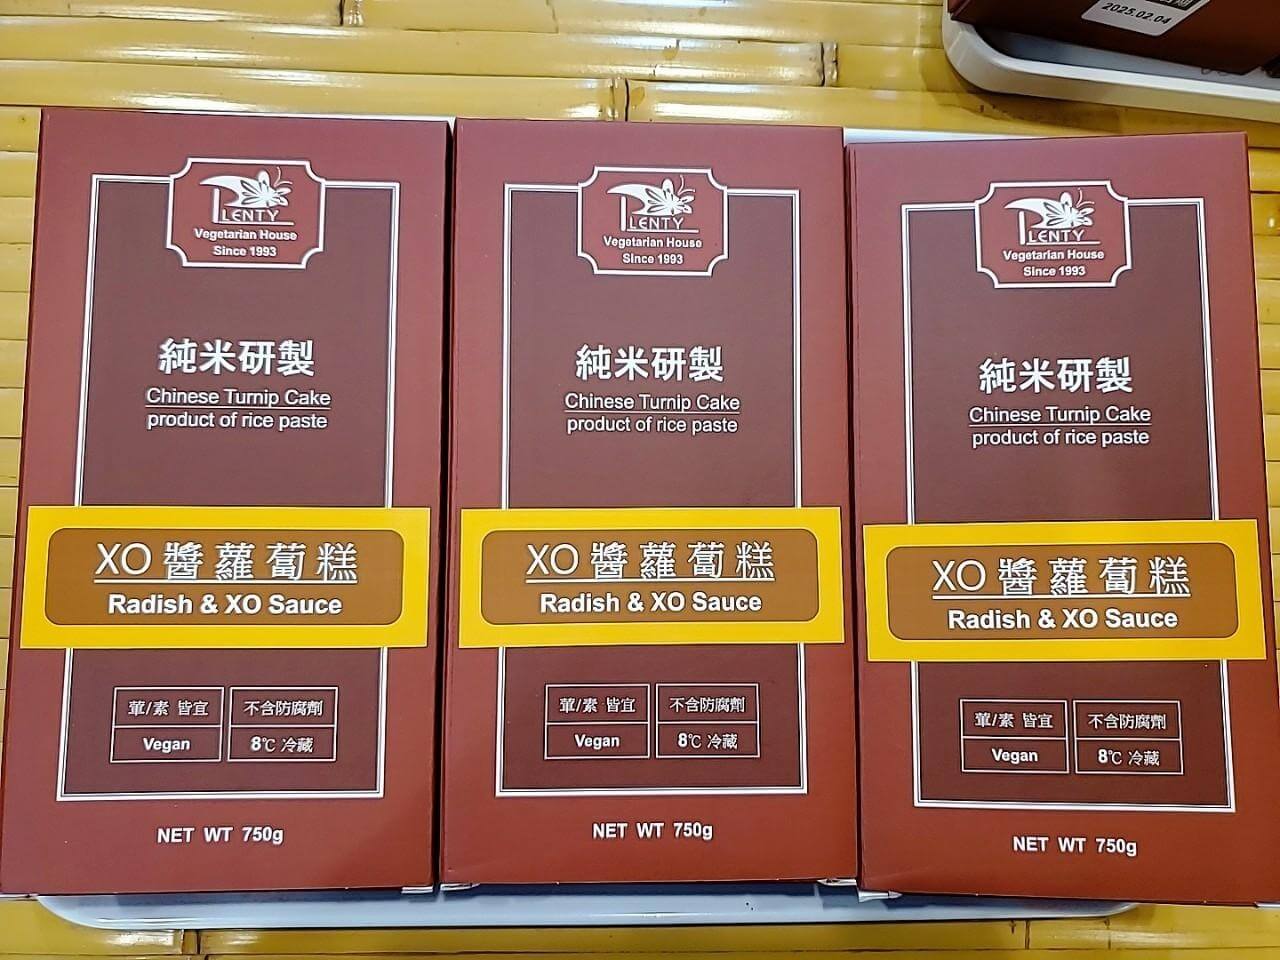 2025.02.04
PLENTY
Vegetarian House
Since 1993
純米研製
Chinese Turnip Cake
product of rice paste
XO 醬蘿蔔糕
Radish & XO Sauce
葷/素 皆宜
不含防腐劑
Vegan
8℃ 冷藏
NET WT 750g
PLENTY
Vegetarian House
Since 1993
純米研製
Chinese Turnip Cake
product of rice paste
XO 醬蘿蔔糕
Radish & XO Sauce
葷/素 皆宜
不含防腐劑
Vegan
8℃ 冷藏
NET WT 750g
PLENTY
Vegetarian House
Since 1993
純米研製
Chinese Turnip Cake
product of rice paste
XO 醬蘿蔔糕
Radish & XO Sauce
葷/素 皆宜
不含防腐劑
Vegan
8℃ 冷藏
NET WT 750g